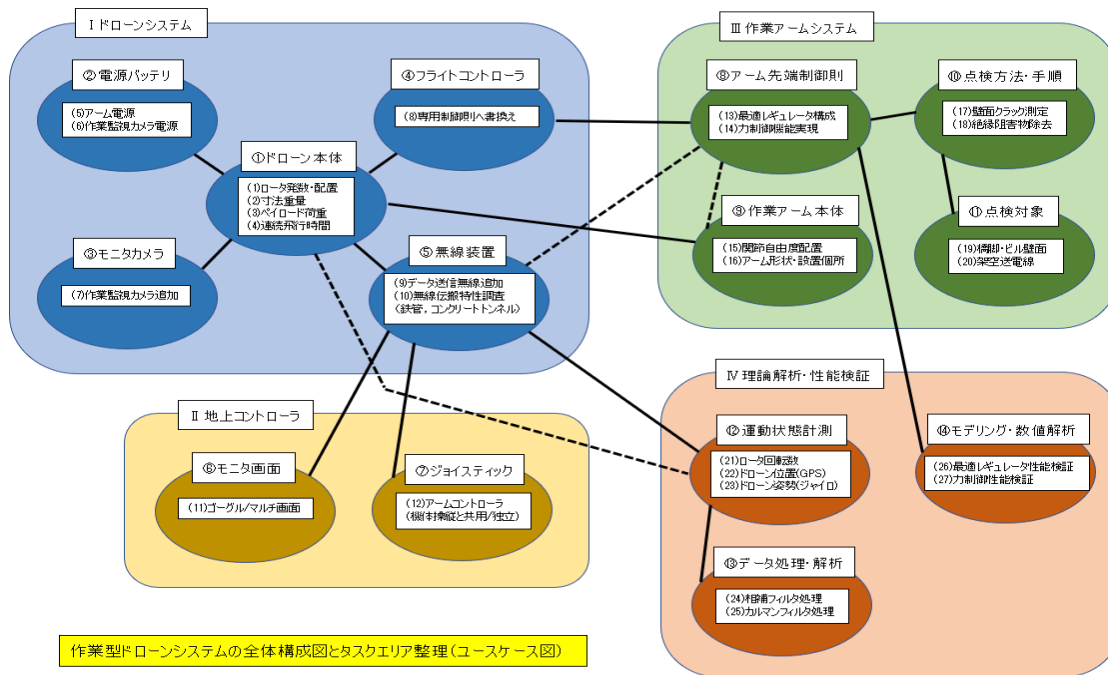 Ⅰドローンシステム
②電源バッテリ
(5)アーム電源
(6)作業監視カメラ電源
④フライトコントローラ
(8)専用制御則へ書換え
①ドローン本体
(1)ロータ発数・配置
(2)寸法重量
(3)ペイロード荷重
(4)連続飛行時間
③モニタカメラ
(7)作業監視カメラ追加
⑤無線装置
(9)データ送信無線追加
(10)無線伝搬特性調査
(鉄管，コンクリートトンネル)
Ⅱ 地上コントローラ
⑥モニタ画面
(11)ゴーグル/マルチ画面
⑦ジョイスティック
(12)アームコントローラ
(機体操縦と共用/独立)
Ⅲ 作業アームシステム
⑧アーム先端制御則
(13)最適レギュレータ構成
(14)力制御機能実現
⑩点検方法・手順
(17)壁面クラック測定
(18)絶縁阻害物除去
⑨作業アーム本体
(15)関節自由度配置
(16)アーム形状・設置個所
⑪点検対象
(19)橋脚・ビル壁面
(20)架空送電線
Ⅳ 理論解析・性能検証
⑫運動状態計測
(21)ロータ回転数
(22)ドローン位置(GPS)
(23)ドローン姿勢(ジャイロ)
⑭モデリング・数値解析
(26)最適レギュレータ性能検証
(27)力制御性能検証
⑬データ処理・解析
(24)相補フィルタ処理
(25)カルマンフィルタ処理
作業型ドローンシステムの全体構成図とタスクエリア整理(ユースケース図)